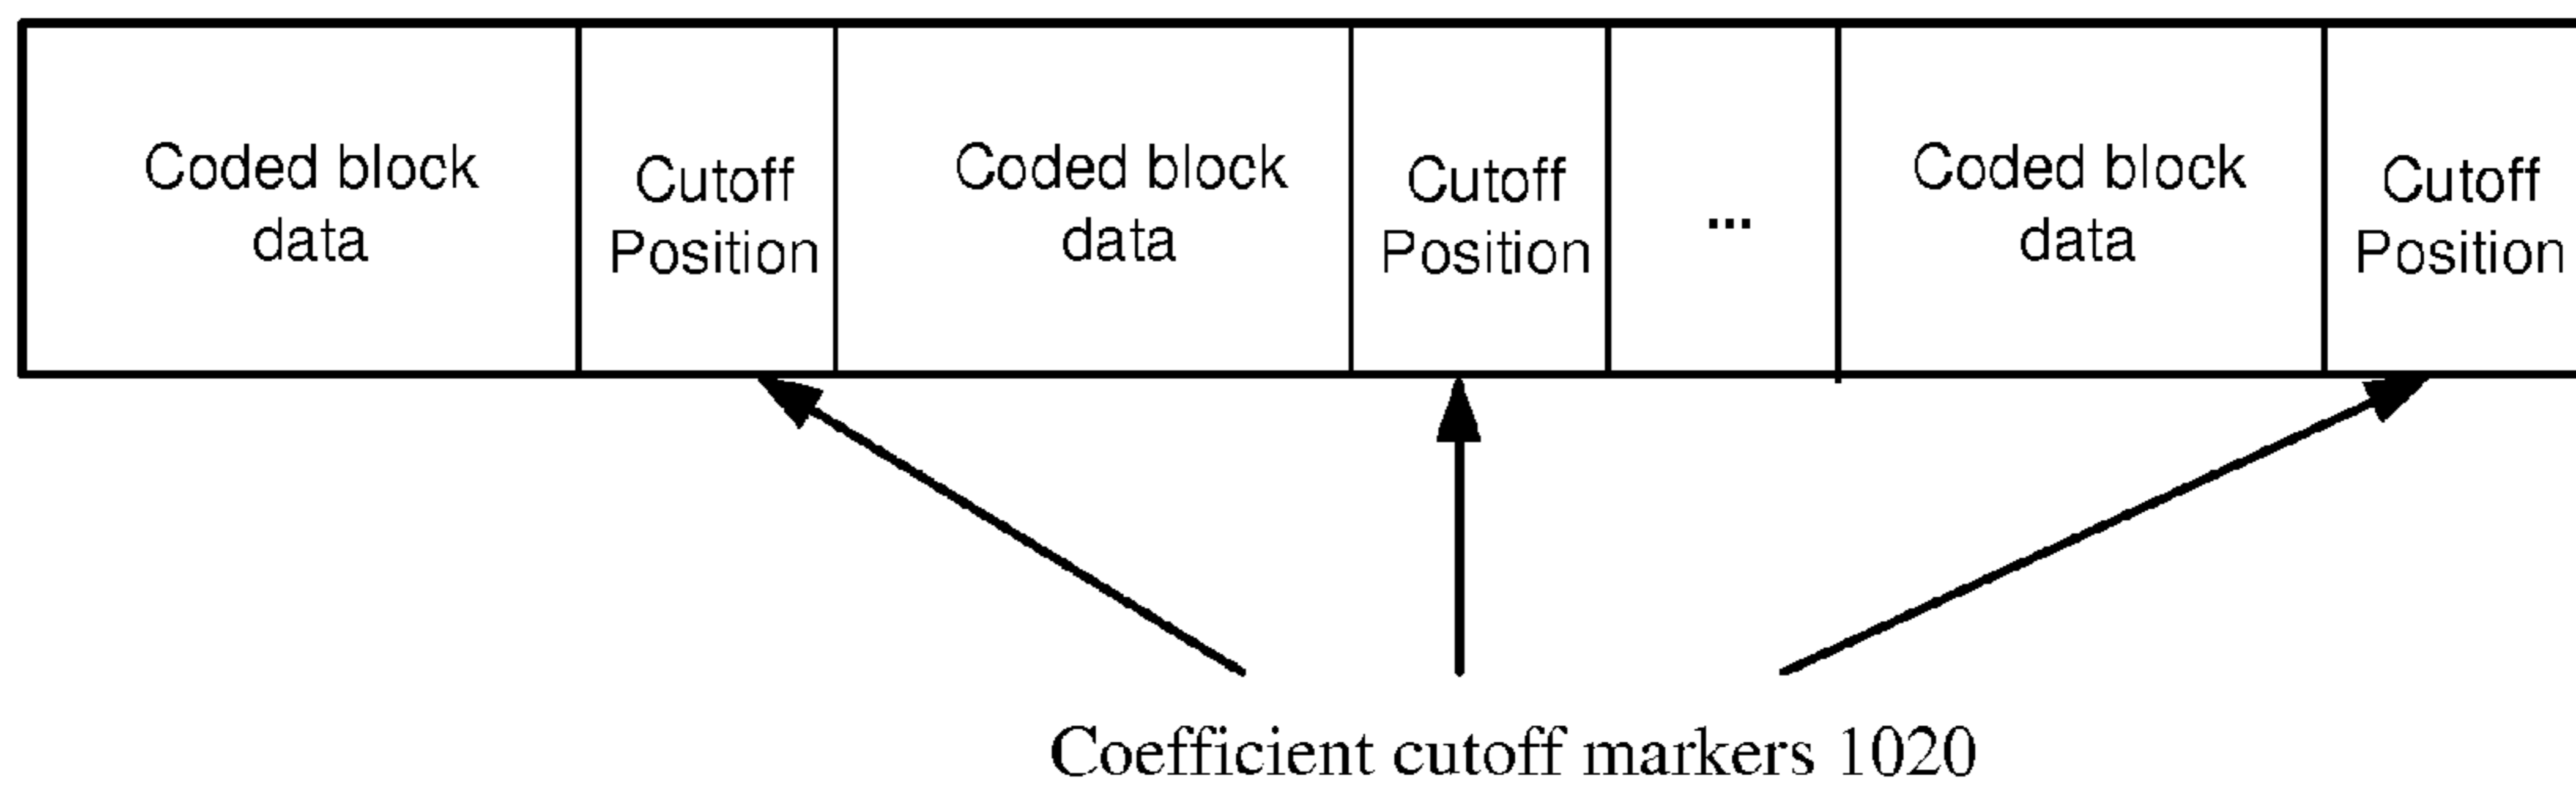 Coded block
data
Cutoff
Position
Coded block
data
Cutoff
Position
...
Coded block
data
Cutoff
Position
Coefficient cutoff markers 1020